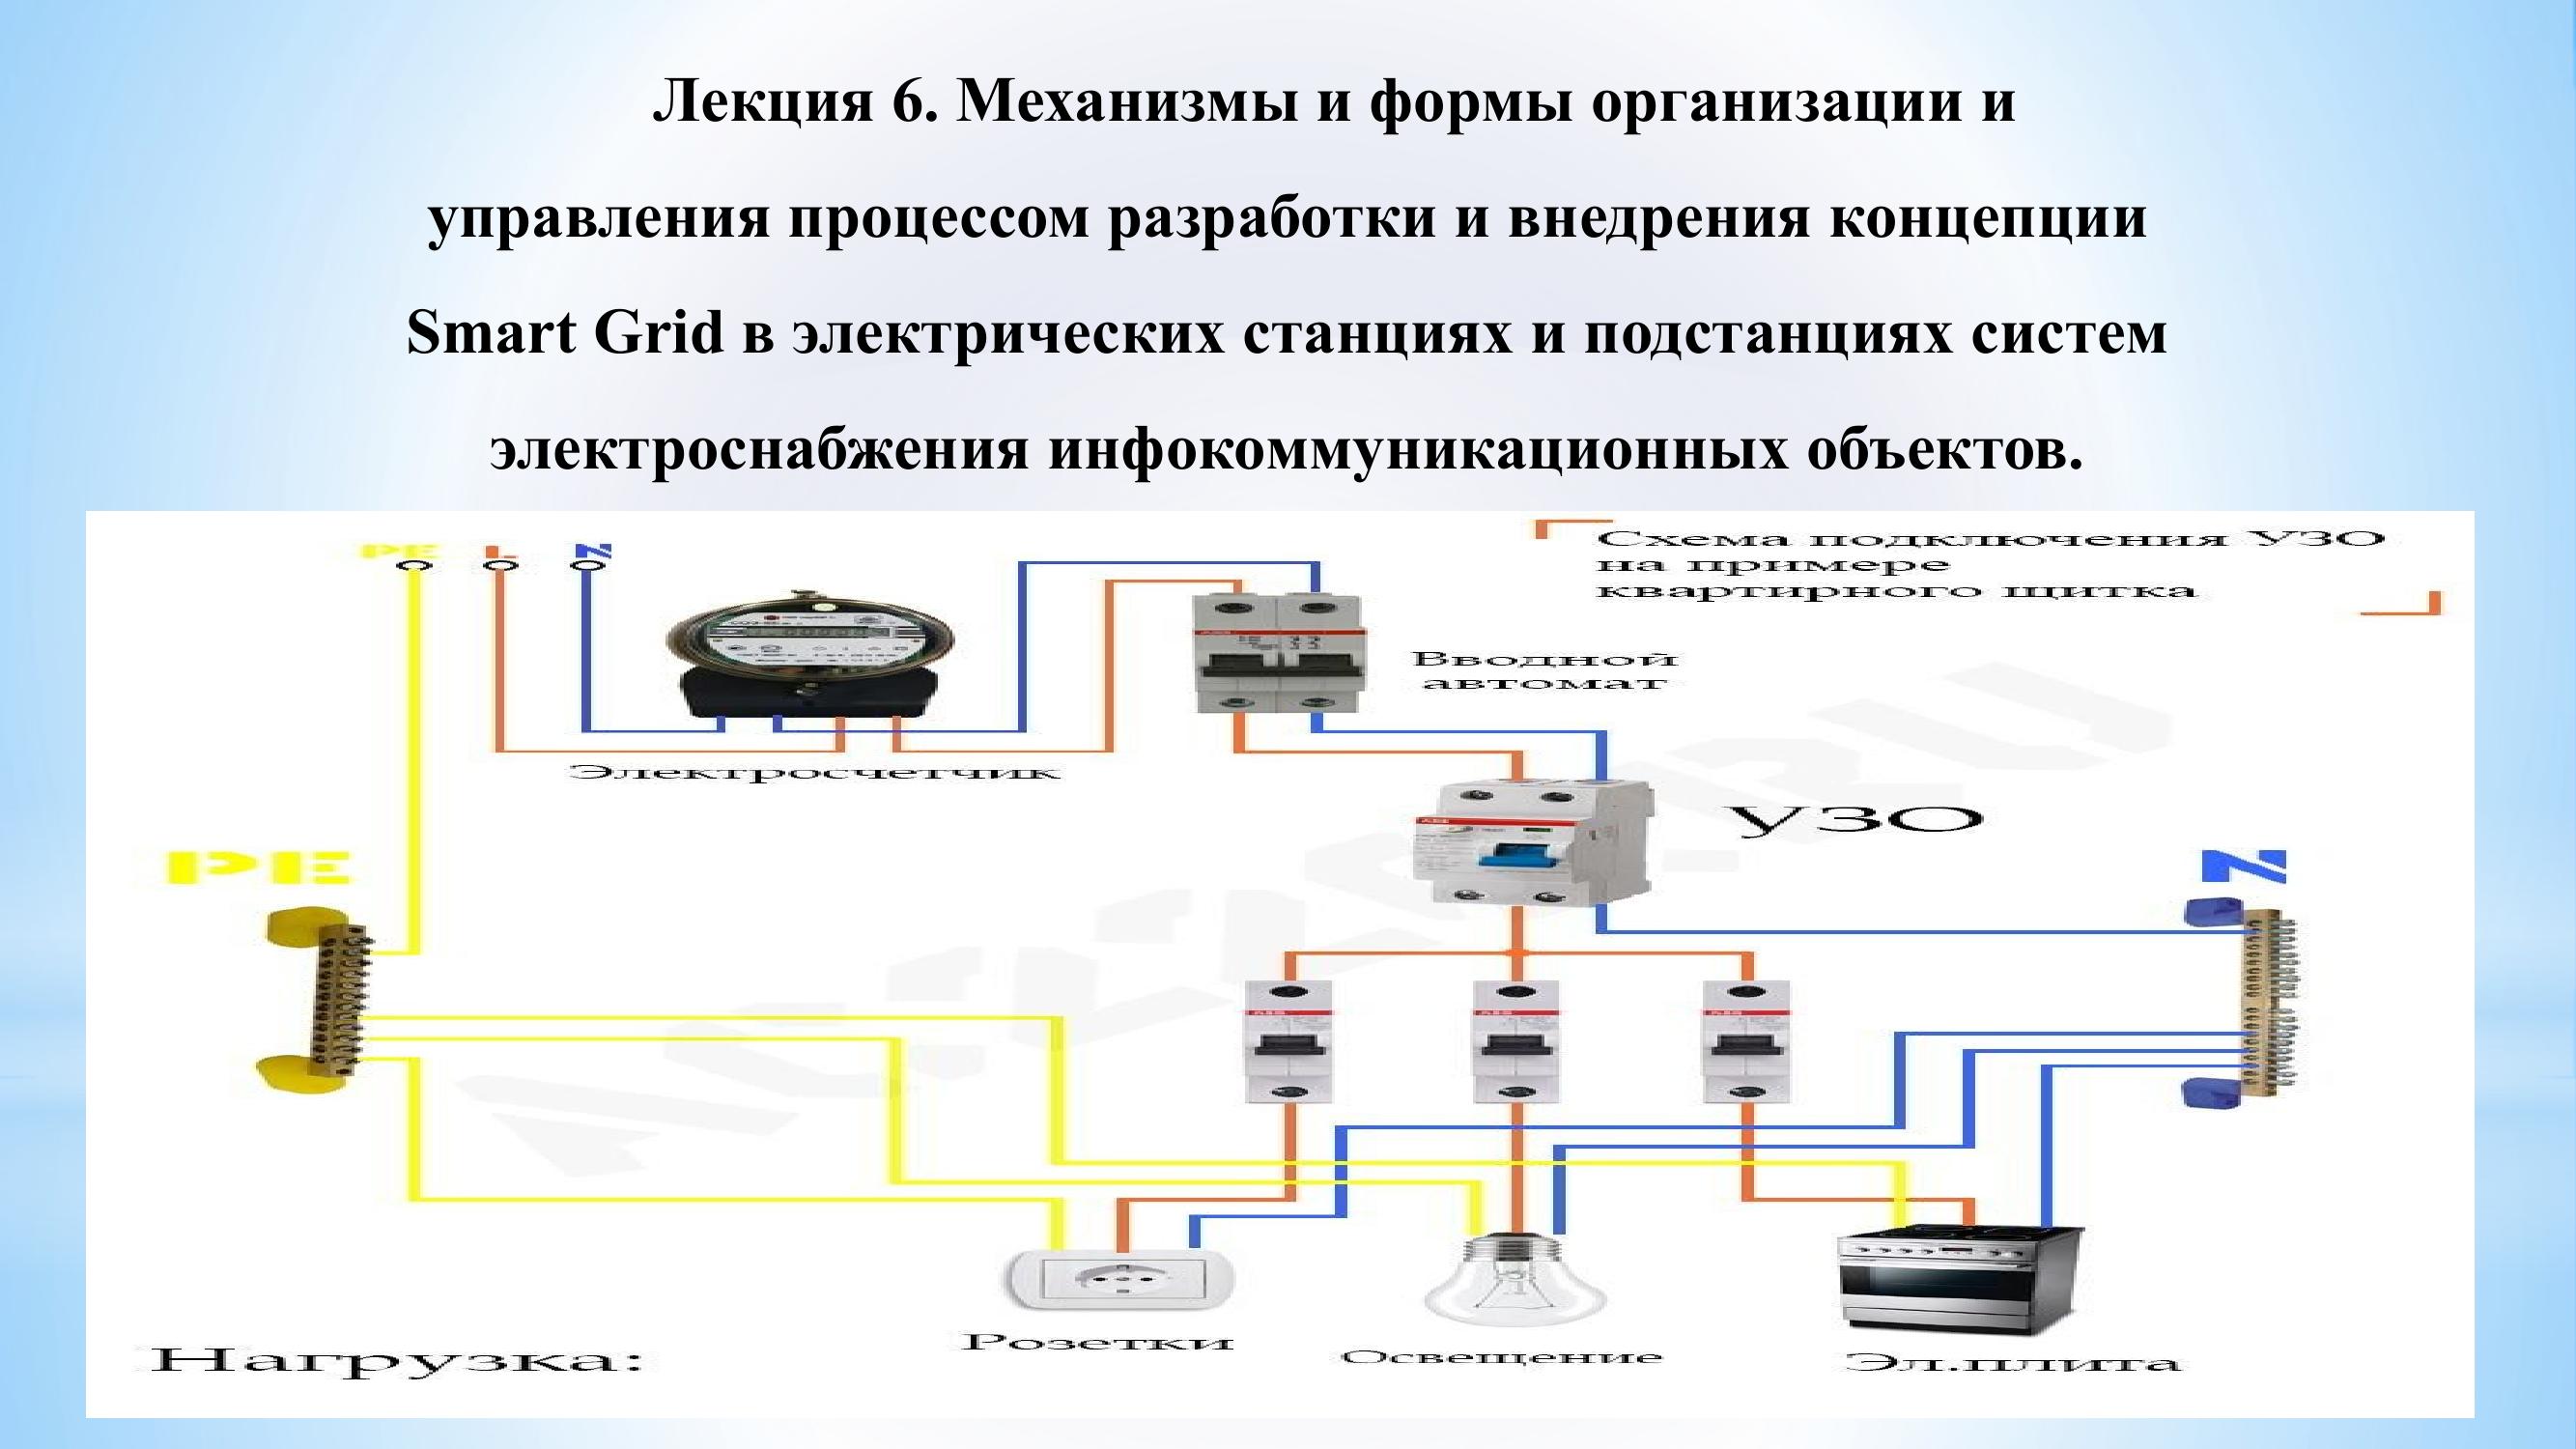 Лекция 6. Механизмы и формы организации и
управления процессом разработки и внедрения концепции
Smart Grid в электрических станциях и подстанциях систем
электроснабжения инфокоммуникационных объектов.
PE L N
Схема подключения УЗО
на примере
квартирного щитка
Вводной
автомат
Электросчетчик
УЗО
PE
N
Розетки
Освещение
Эл.плита
Нагрузка: